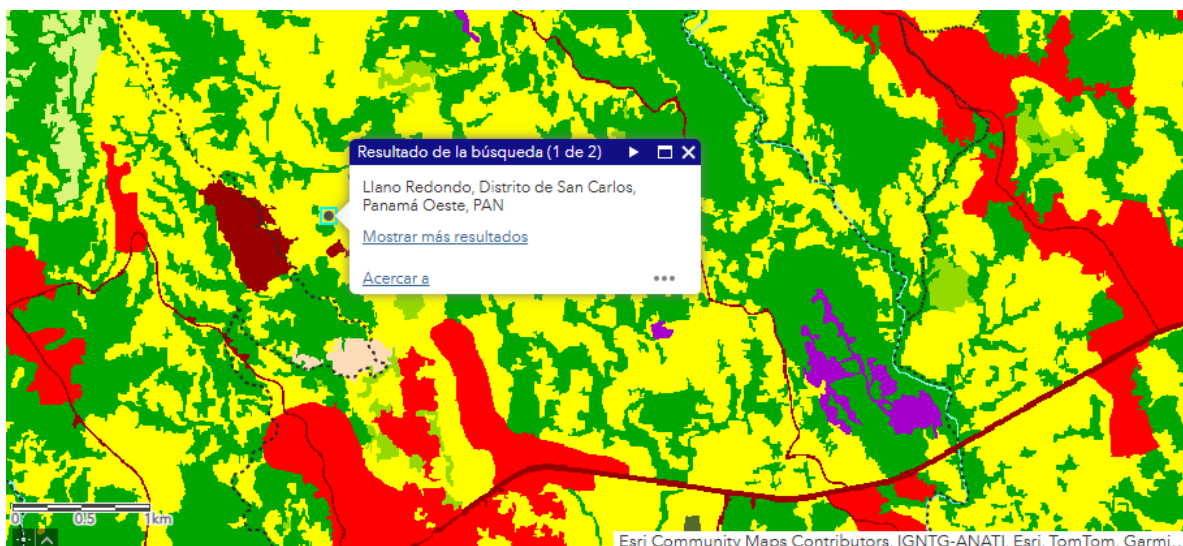 Resultado de la búsqueda (1 de 2)
Llano Redondo, Distrito de San Carlos,
Panamá Oeste, PAN
Mostrar más resultados
Acercar a
0 0.5 1km
Esri Community Maps Contributors, IGNTG-ANATI, Esri, TomTom, Garmi...